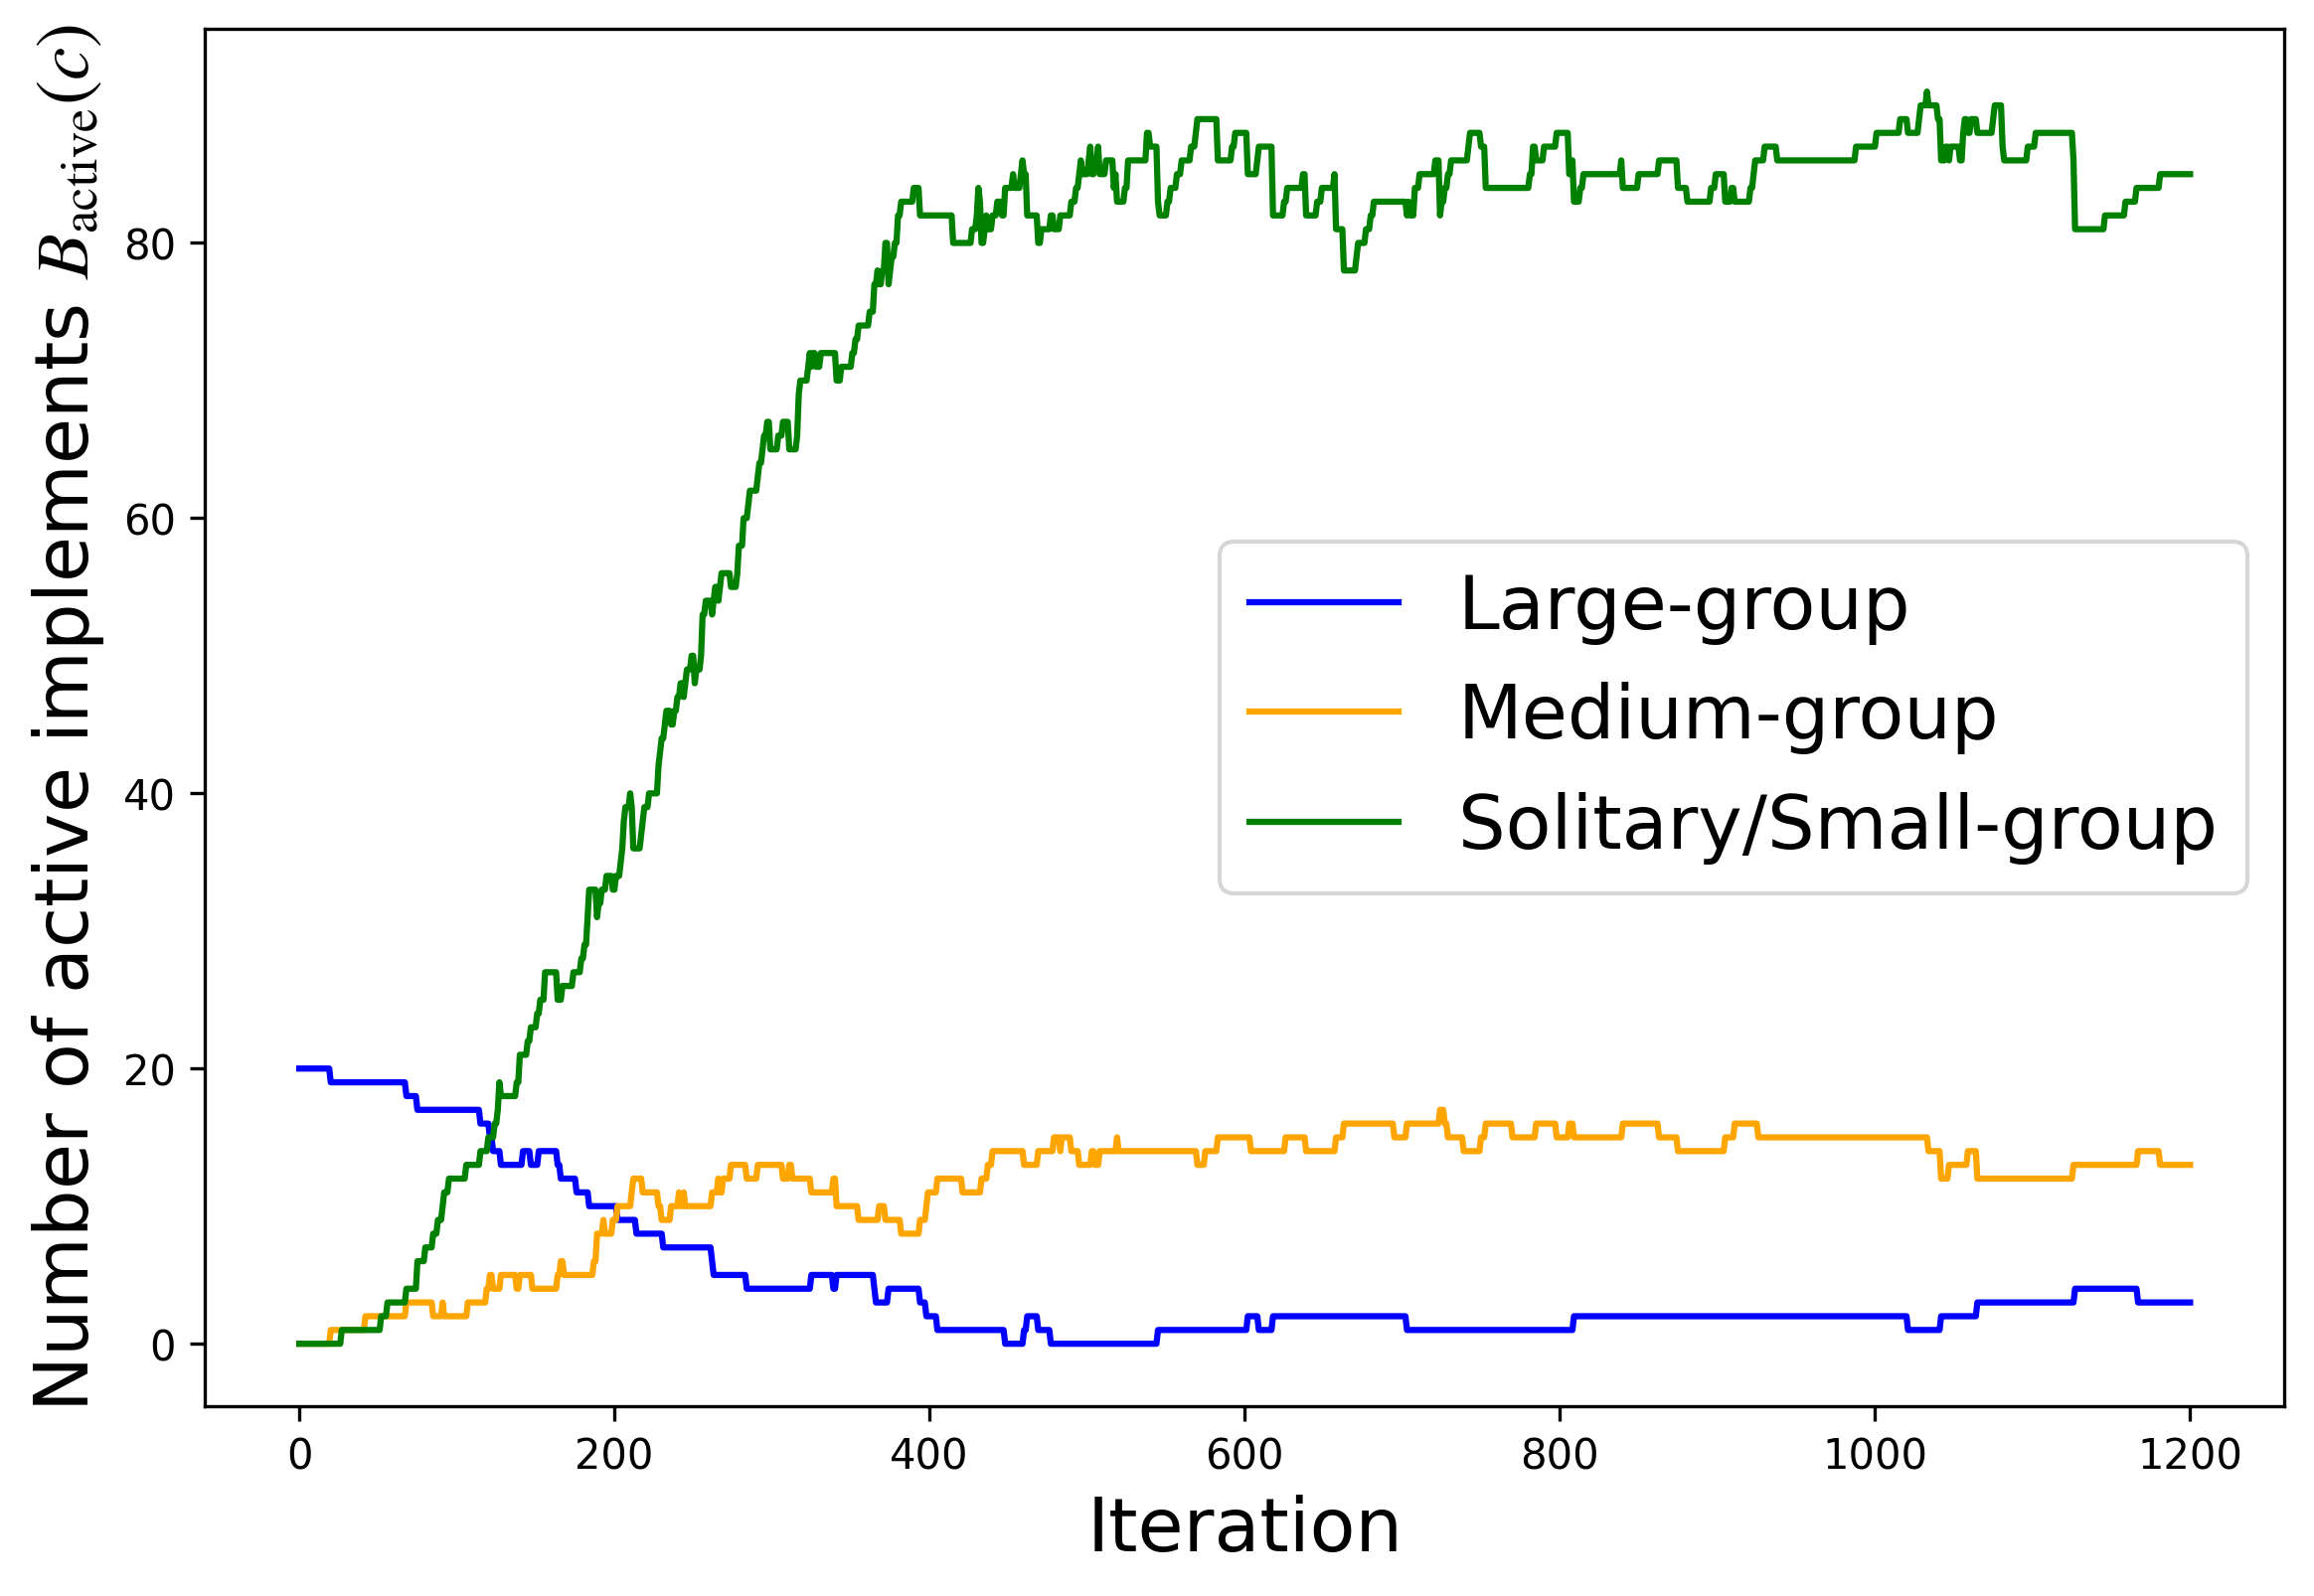 Number of active implements B_active(c)
80
60
40
20
0
Large-group
Medium-group
Solitary/Small-group
0 200 400 600 800 1000 1200
Iteration